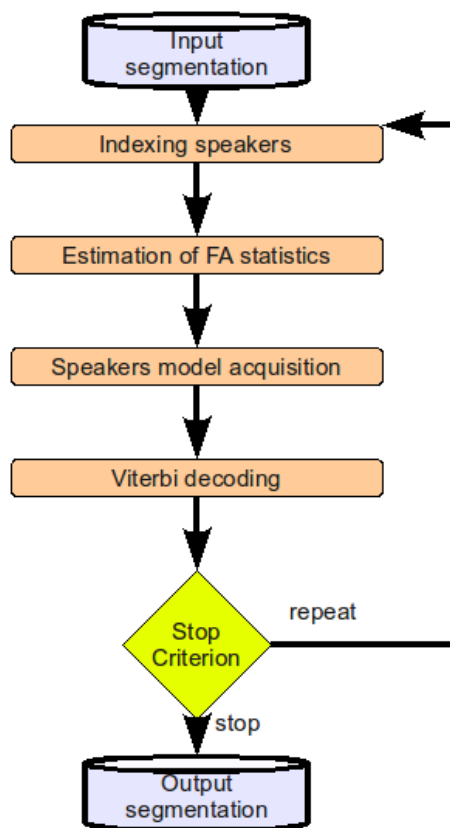 Input
segmentation
Indexing speakers
Estimation of FA statistics
Speakers model acquisition
Viterbi decoding
repeat
Stop
Criterion
stop
Output
segmentation